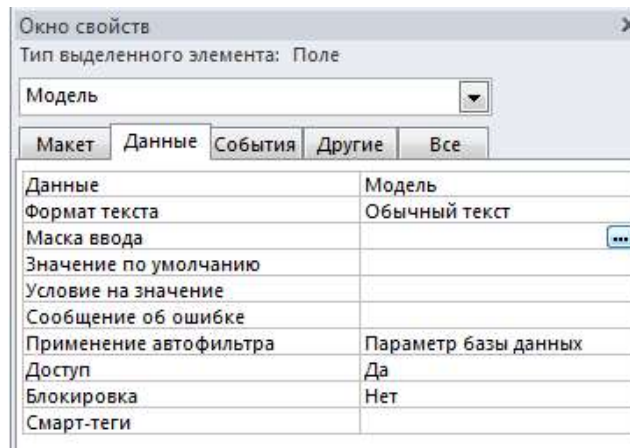 Окно свойств
Тип выделенного элемента: Поле
Модель
Макет Данные События Другие Все
Данные Модель
Формат текста Обычный текст
Маска ввода ...
Значение по умолчанию
Условие на значение
Сообщение об ошибке
Применение автофильтра Параметр базы данных
Доступ Да
Блокировка Нет
Смарт-теги